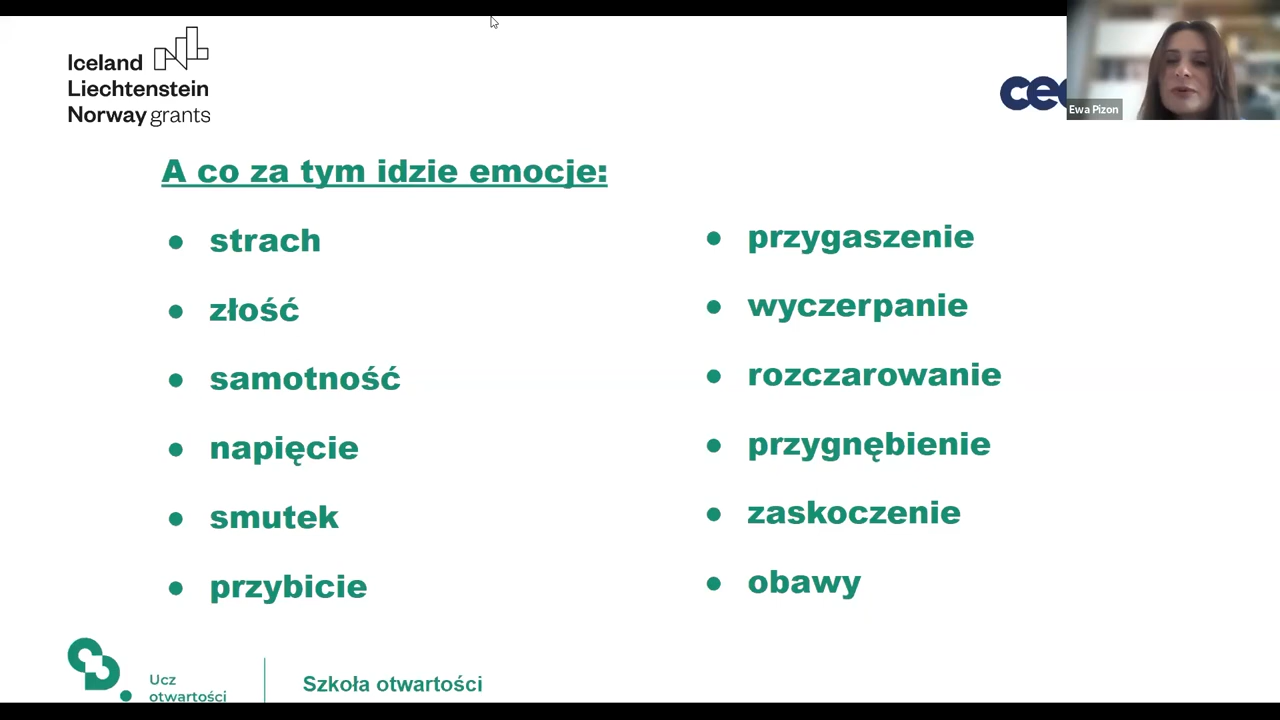 Iceland
Liechtenstein
Norway grants
Ewa Pizon
A co za tym idzie emocje:
strach
złość
samotność
napięcie
smutek
przybicie
przygaszenie
wyczerpanie
rozczarowanie
przygnębienie
zaskoczenie
obawy
Ucz
otwartości
Szkoła otwartości